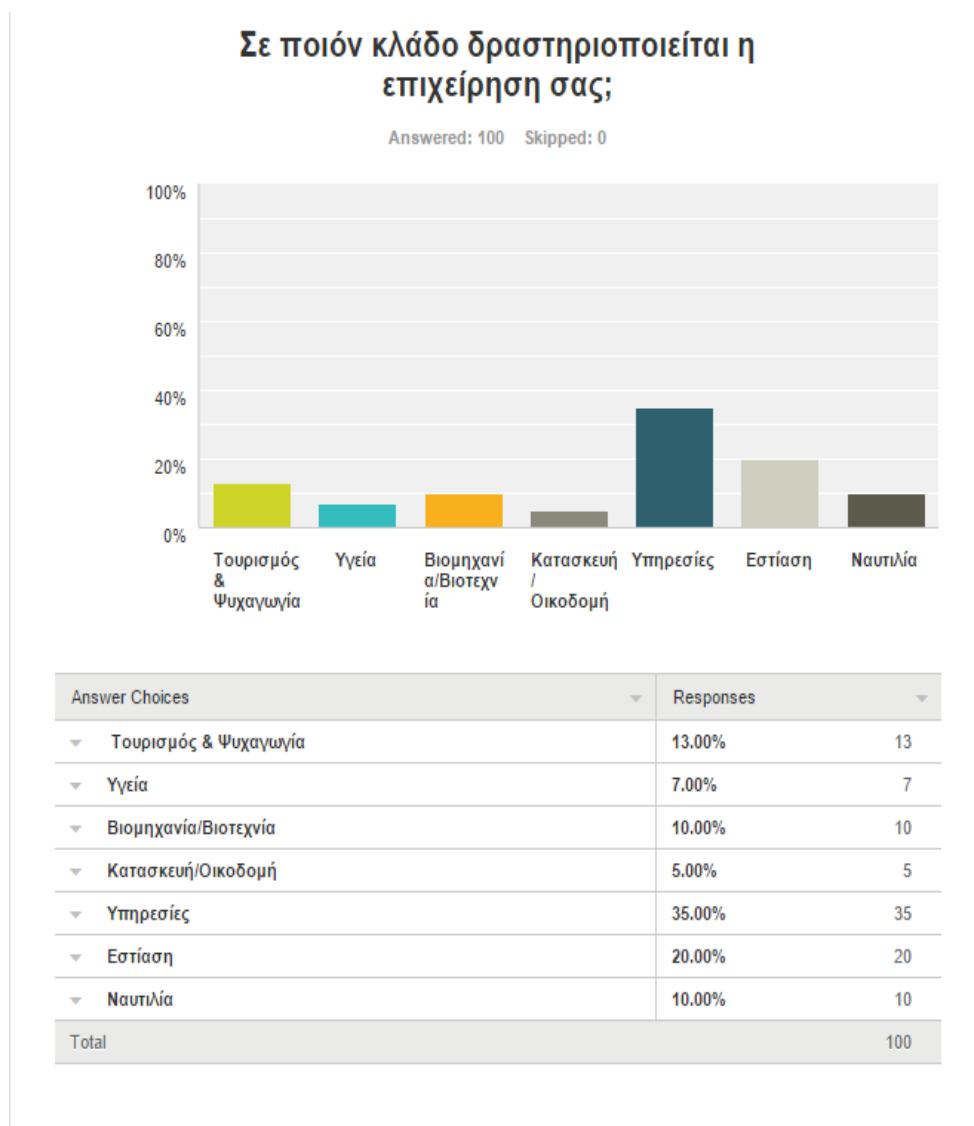 Σε ποιόν κλάδο δραστηριοποιείται η
επιχείρηση σας;
Answered: 100 Skipped: 0
100%
80%
60%
40%
20%
0%
Τουρισμός & Ψυχαγωγία
Υγεία
Βιομηχανί
α/Βιοτεχν
ία
Κατασκευή
/
Οικοδομή
Υπηρεσίες
Εστίαση
Ναυτιλία
Answer Choices Responses
Τουρισμός & Ψυχαγωγία 13.00% 13
Υγεία 7.00% 7
Βιομηχανία/Βιοτεχνία 10.00% 10
Κατασκευή/Οικοδομή 5.00% 5
Υπηρεσίες 35.00% 35
Εστίαση 20.00% 20
Ναυτιλία 10.00% 10
Total 100